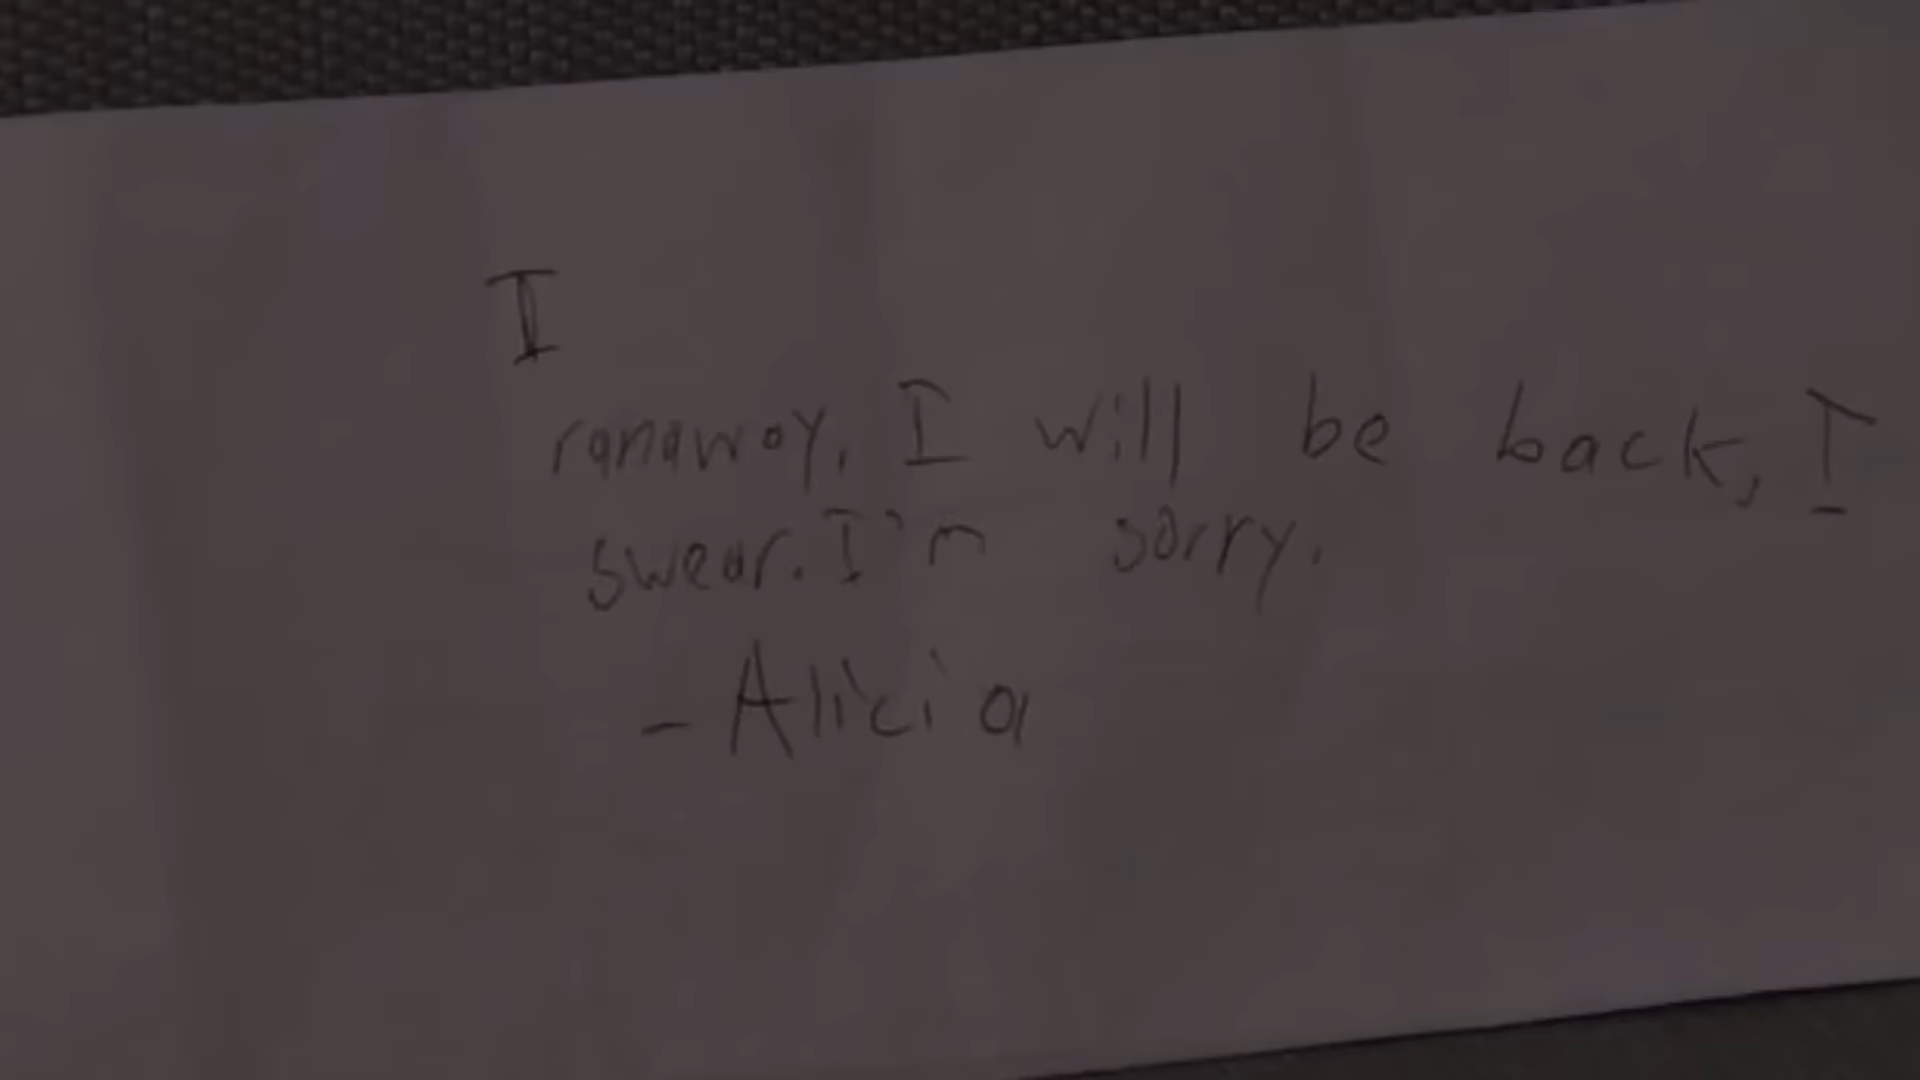 I
ranaway. I will be back, I
swear. I'm sorry.
- Alicia